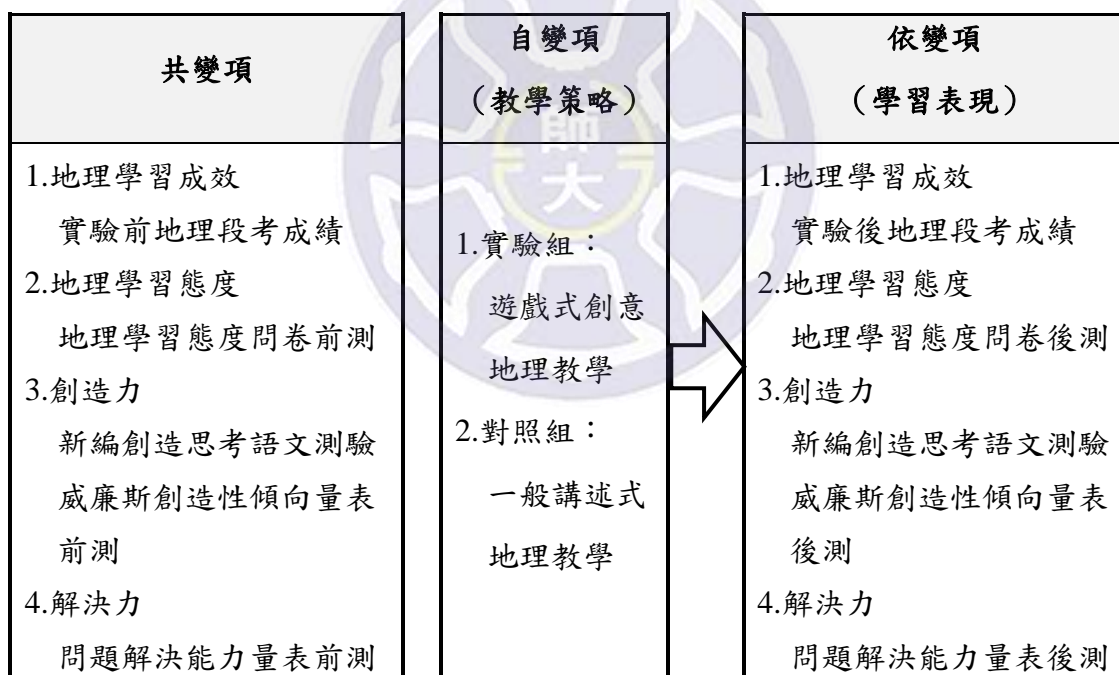 共變項
1.地理學習成效
實驗前地理段考成績
2.地理學習態度
地理學習態度問卷前測
3.創造力
新編創造思考語文測驗
威廉斯創造性傾向量表
前測
4.解決力
問題解決能力量表前測
自變項
（教學策略）
1.實驗組：
遊戲式創意
地理教學
2.對照組：
一般講述式
地理教學
依變項
（學習表現）
1.地理學習成效
實驗後地理段考成績
2.地理學習態度
地理學習態度問卷後測
3.創造力
新編創造思考語文測驗
威廉斯創造性傾向量表
後測
4.解決力
問題解決能力量表後測
師大